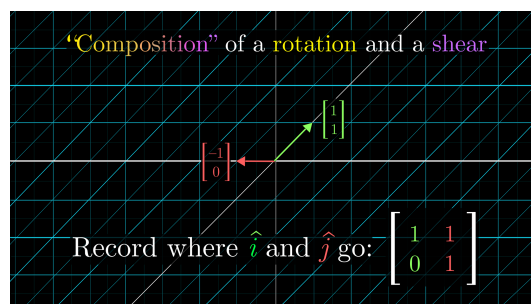 “Composition” of a rotation and a shear
[1
1]
[-1
0]
Record where î and ĵ go: [1 1
0 1]